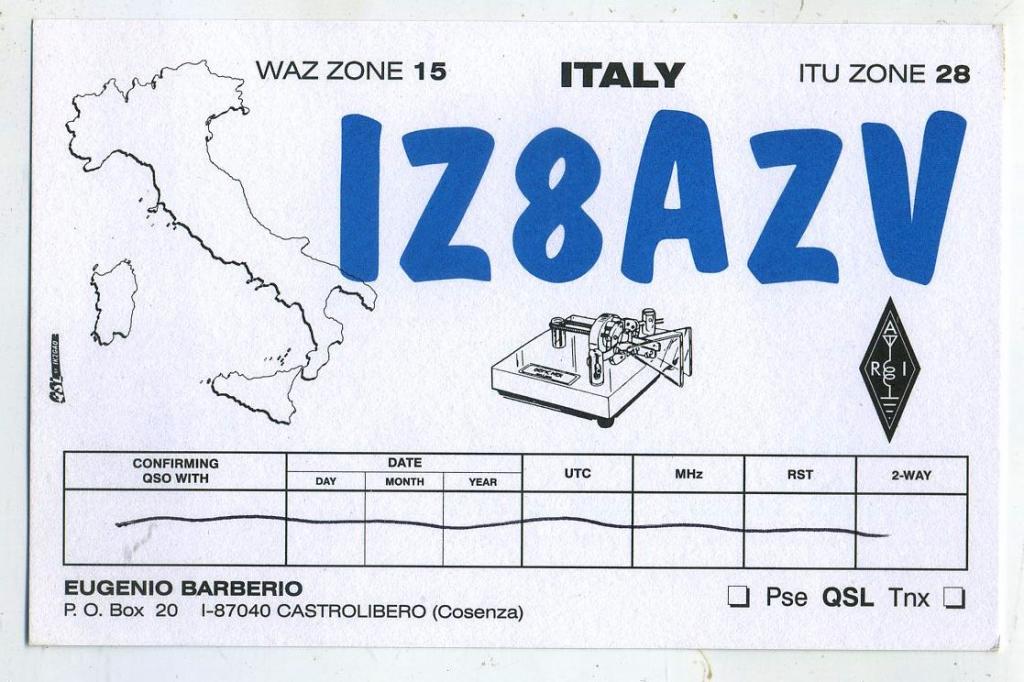 WAZ ZONE 15 ITALY ITU ZONE 28
IZ8AZV
A
R I
CONFIRMING QSO WITH DATE UTC MHz RST 2-WAY
DAY MONTH YEAR
EUGENIO BARBERIO
P. O. Box 20 I-87040 CASTROLIBERO (Cosenza)
☐ Pse QSL Tnx ☐